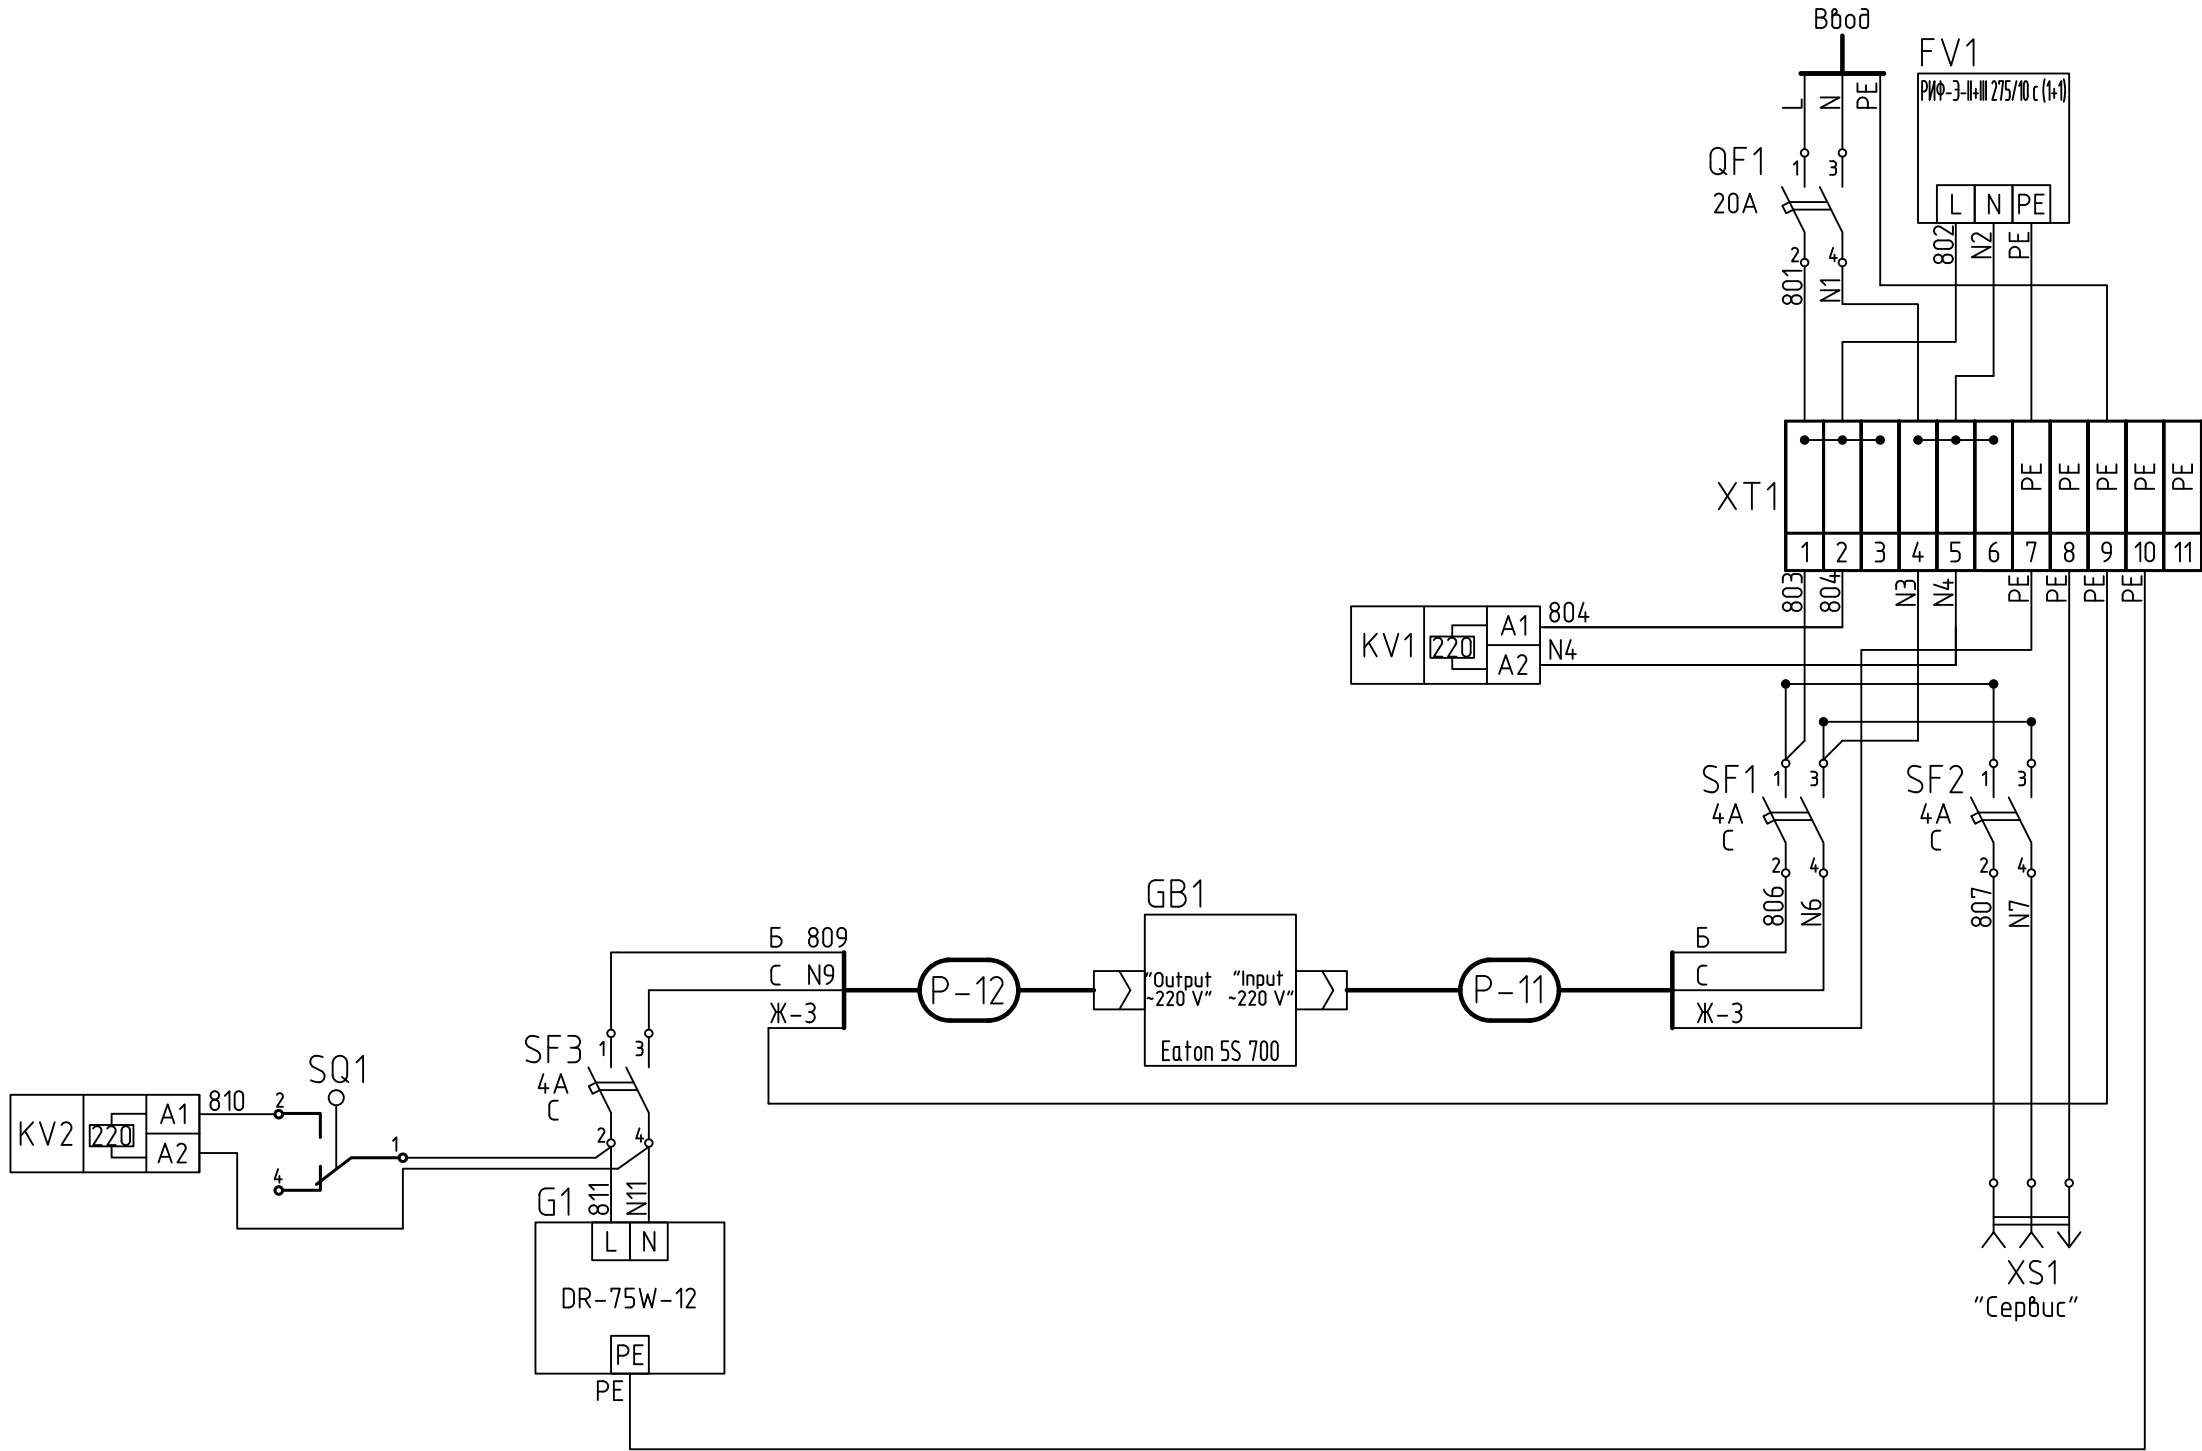 Ввод
FV1
РИФ-Э-II+III 275/10 с (1+1)
L N PE
QF1
1 3
20А
L N PE
2 4
801 N1
802 N2 PE
XT1
PE PE PE PE PE
1 2 3 4 5 6 7 8 9 10 11
803 804 N3 N4 PE PE PE PE
KV1
220
A1
A2
804
N4
SF1
1 3
4А
С
2 4
806 N6
SF2
1 3
4А
С
2 4
807 N7
GB1
"Output
~220 V"
"Input
~220 V"
Eaton 5S 700
Б 809
С N9
Ж-З
Р-12
Р-11
Б
С
Ж-З
SF3
1 3
4А
С
2 4
811 N11
SQ1
2
1
4
KV2
220
A1
A2
810
G1
L N
DR-75W-12
PE
PE
XS1
"Сервис"